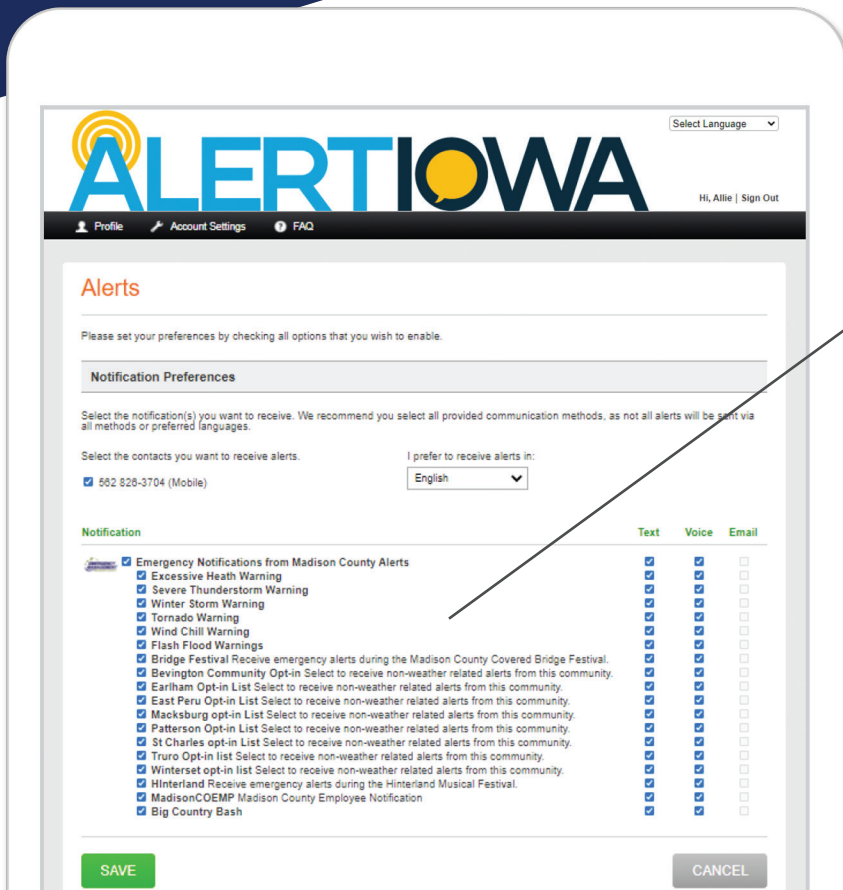 ALERTIOWA
Select Language
Hi, Allie | Sign Out
Profile Account Settings ? FAQ
Alerts
Please set your preferences by checking all options that you wish to enable.
Notification Preferences
Select the notification(s) you want to receive. We recommend you select all provided communication methods, as not all alerts will be sent via
all methods or preferred languages.
Select the contacts you want to receive alerts.
I prefer to receive alerts in:
562 826-3704 (Mobile)
English
Notification Text Voice Email
Emergency Notifications from Madison County Alerts
Excessive Heath Warning
Severe Thunderstorm Warning
Winter Storm Warning
Tornado Warning
Wind Chill Warning
Flash Flood Warnings
Bridge Festival Receive emergency alerts during the Madison County Covered Bridge Festival.
Bevington Community Opt-in Select to receive non-weather related alerts from this community.
Earlham Opt-in List Select to receive non-weather related alerts from this community.
East Peru Opt-in List Select to receive non-weather related alerts from this community.
Macksburg opt-in List Select to receive non-weather related alerts from this community.
Patterson Opt-in List Select to receive non-weather related alerts from this community.
St Charles opt-in List Select to receive non-weather related alerts from this community.
Truro Opt-in list Select to receive non-weather related alerts from this community.
Winterset opt-in list Select to receive non-weather related alerts from this community.
HInterland Receive emergency alerts during the Hinterland Musical Festival.
MadisonCOEMP Madison County Employee Notification
Big Country Bash
SAVE
CANCEL